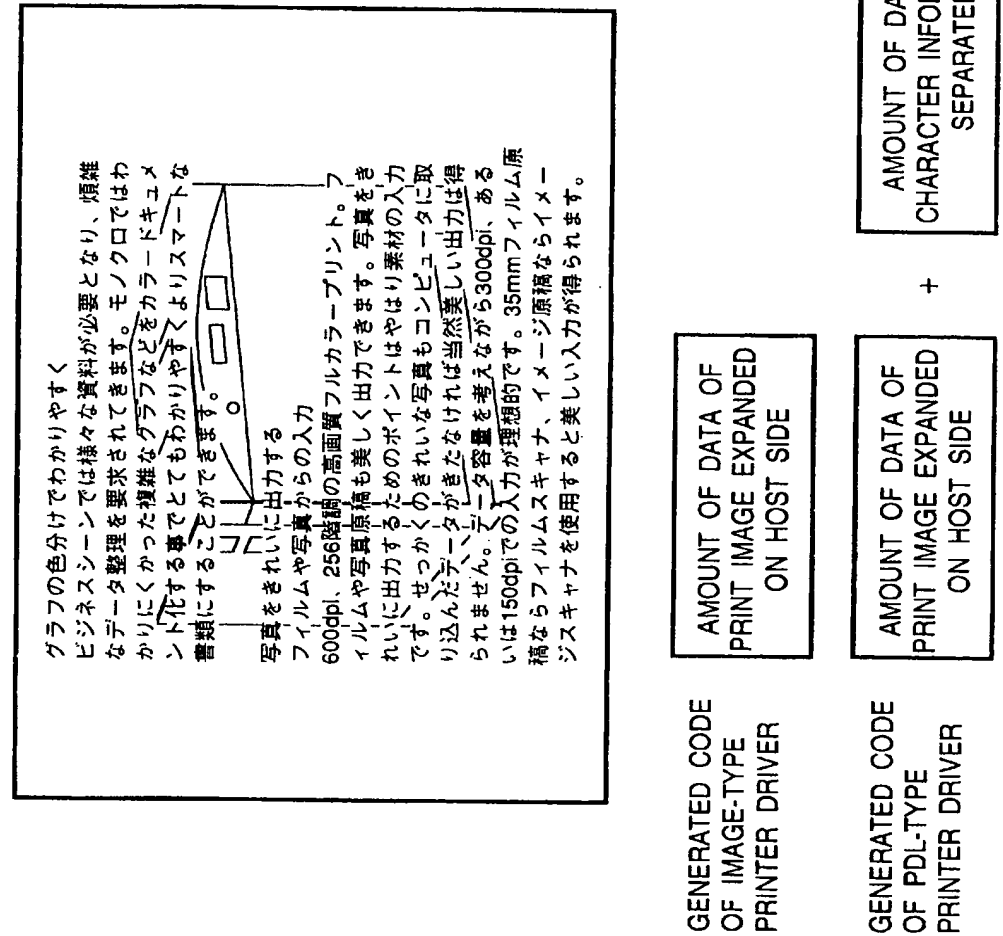 グラフの色分けでわかりやすく
ビジネスシーンでは様々な資料が必要となり、煩雑
なデータ整理を要求されてきます。モノクロではわ
かりにくかった複雑なグラフなどをカラードキュメ
ント化する事でとてもわかりやすくよりスマートな
書類にすることができます。
写真をきれいに出力する
フィルムや写真からの入力
600dpi、256階調の高画質フルカラープリント。フ
ィルムや写真原稿も美しく出力できます。写真をき
れいに出力するためのポイントはやはり素材の入力
です。せっかくのきれいな写真もコンピュータに取
り込んだデータがきたなければ当然美しい出力は得
られません。データ容量を考えながら300dpi、ある
いは150dpiでの入力が理想的です。35mmフィルム原
稿ならフィルムスキャナ、イメージ原稿ならイメー
ジスキャナを使用すると美しい入力が得られます。
GENERATED CODE
OF IMAGE-TYPE
PRINTER DRIVER
AMOUNT OF DATA OF
PRINT IMAGE EXPANDED
ON HOST SIDE
GENERATED CODE
OF PDL-TYPE
PRINTER DRIVER
AMOUNT OF DATA OF
PRINT IMAGE EXPANDED
ON HOST SIDE
+
AMOUNT OF DA
CHARACTER INFO
SEPARATE